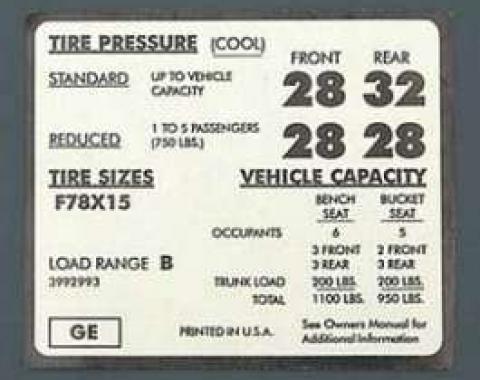 TIRE PRESSURE (COOL)
FRONT REAR
STANDARD UP TO VEHICLE CAPACITY 28 32
REDUCED 1 TO 5 PASSENGERS (750 LBS.) 28 28
TIRE SIZES VEHICLE CAPACITY
F78X15 BENCH SEAT BUCKET SEAT
OCCUPANTS 6 5
3 FRONT 2 FRONT
LOAD RANGE B 3 REAR 3 REAR
3992993 TRUNK LOAD 200 LBS. 200 LBS.
TOTAL 1100 LBS. 950 LBS.
GE PRINTED IN U.S.A. See Owners Manual for
Additional Information